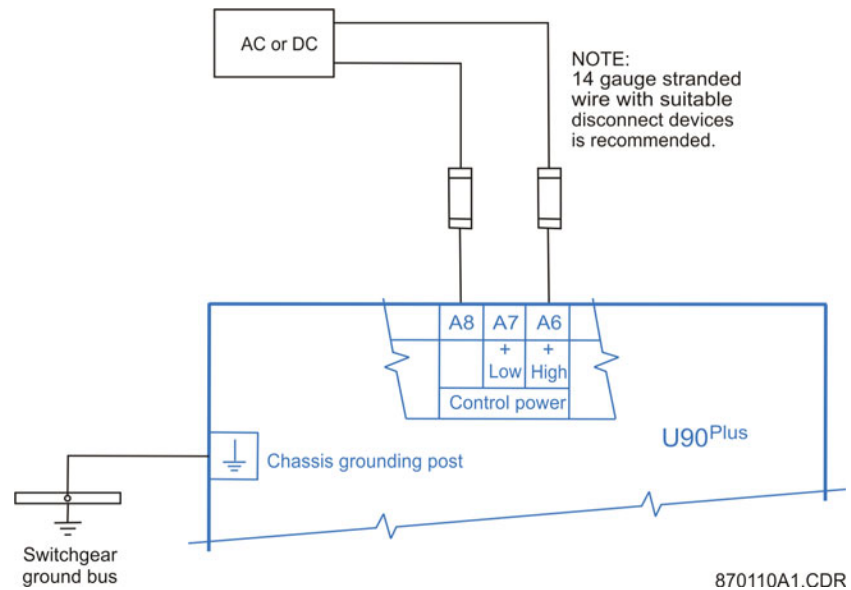 AC or DC
NOTE:
14 gauge stranded
wire with suitable
disconnect devices
is recommended.
A8 A7 A6
+ +
Low High
Control power
U90Plus
Chassis grounding post
Switchgear
ground bus
870110A1.CDR